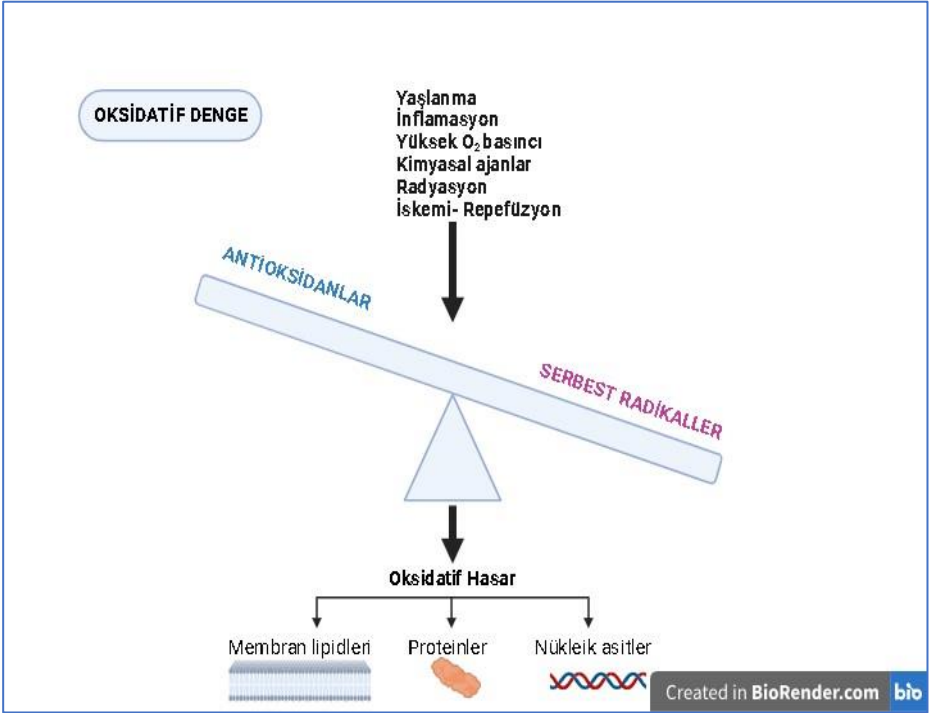 OKSİDATİF DENGE
Yaşlanma
İnflamasyon
Yüksek O₂ basıncı
Kimyasal ajanlar
Radyasyon
İskemi- Repefüzyon
ANTİOKSİDANLAR
SERBEST RADİKALLER
Oksidatif Hasar
Membran lipidleri
Proteinler
Nükleik asitler
Created in BioRender.com bio